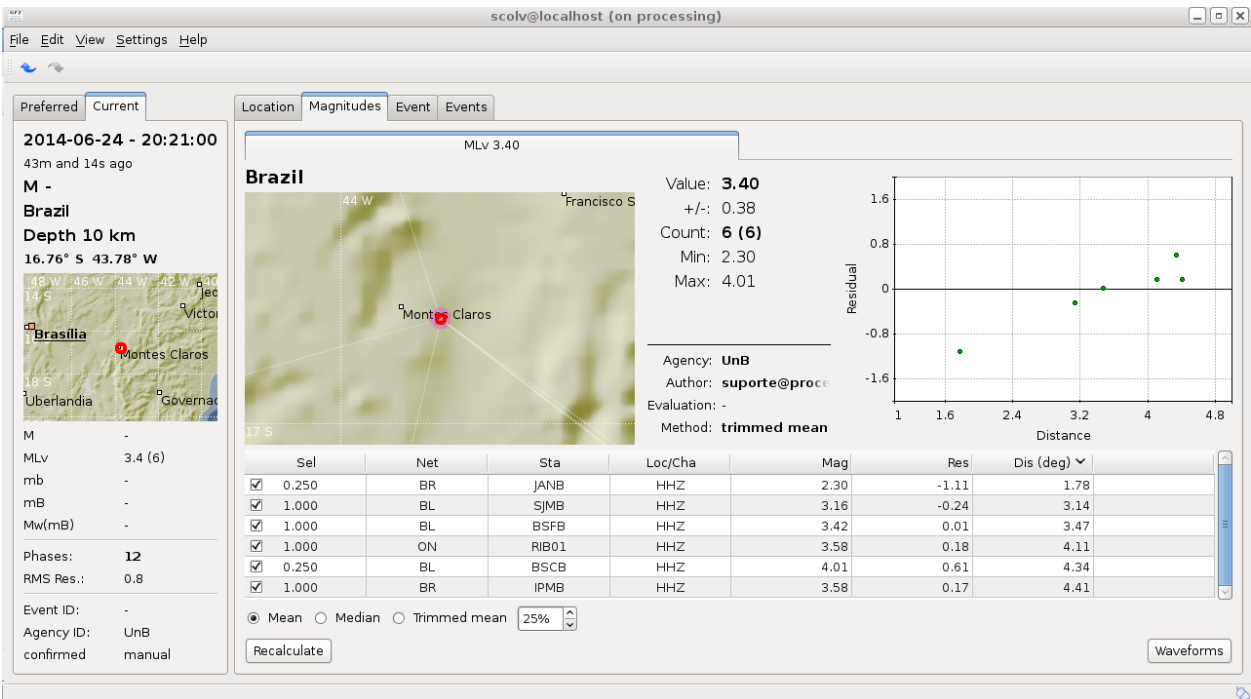 scolv@localhost (on processing)
File Edit View Settings Help
Preferred Current
2014-06-24 - 20:21:00
43m and 14s ago
M -
Brazil
Depth 10 km
16.76° S 43.78° W
48 W 46 W 44 W 42 W 40
14 S
Jec
Victor
Brasília
Montes Claros
18 S
Uberlandia
Governad
M -
MLv 3.4 (6)
mb -
mB -
Mw(mB) -
Phases: 12
RMS Res.: 0.8
Event ID: -
Agency ID: UnB
confirmed manual
Location Magnitudes Event Events
MLv 3.40
Brazil
44 W
Francisco S
Montes Claros
17 S
Value: 3.40
+/-: 0.38
Count: 6 (6)
Min: 2.30
Max: 4.01
Agency: UnB
Author: suporte@proce
Evaluation: -
Method: trimmed mean
Residual
1.6
0.8
0
-0.8
-1.6
1 1.6 2.4 3.2 4 4.8
Distance
Sel Net Sta Loc/Cha Mag Res Dis (deg)
0.250 BR JANB HHZ 2.30 -1.11 1.78
1.000 BL SJMB HHZ 3.16 -0.24 3.14
1.000 BL BSFB HHZ 3.42 0.01 3.47
1.000 ON RIB01 HHZ 3.58 0.18 4.11
0.250 BL BSCB HHZ 4.01 0.61 4.34
1.000 BR IPMB HHZ 3.58 0.17 4.41
Mean Median Trimmed mean 25%
Recalculate
Waveforms